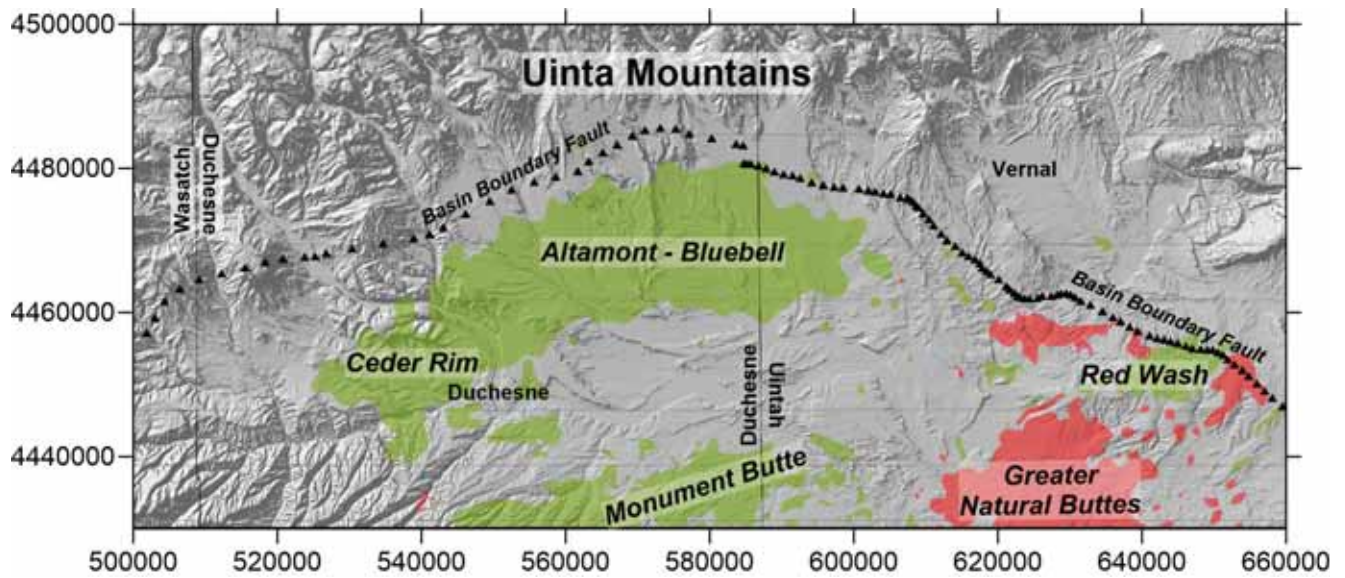 4500000
Uinta Mountains
4480000
Wasatch
Duchesne
Basin Boundary Fault
Vernal
Altamont - Bluebell
4460000
Basin Boundary Fault
Ceder Rim
Duchesne
Duchesne
Uintah
Red Wash
4440000
Monument Butte
Greater
Natural Buttes
500000 520000 540000 560000 580000 600000 620000 640000 660000